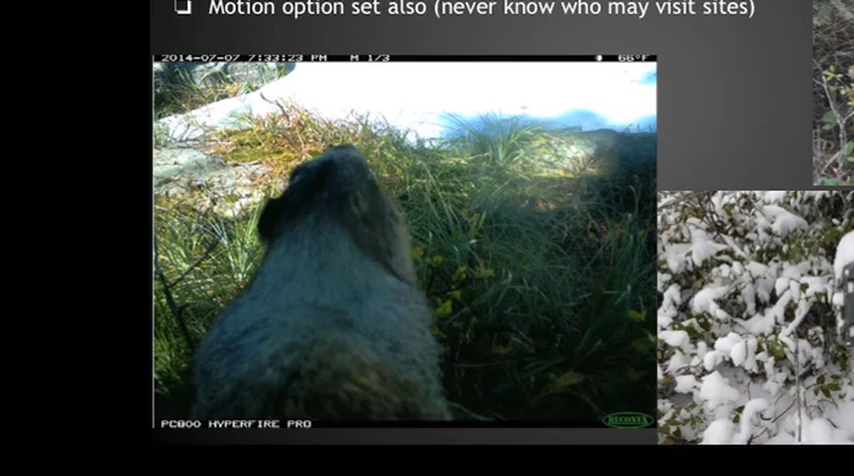 ❑ Motion option set also (never know who may visit sites)
2014-07-07 7:33:23 PM M 1/3 66°F
PC800 HYPERFIRE PRO RECONYX